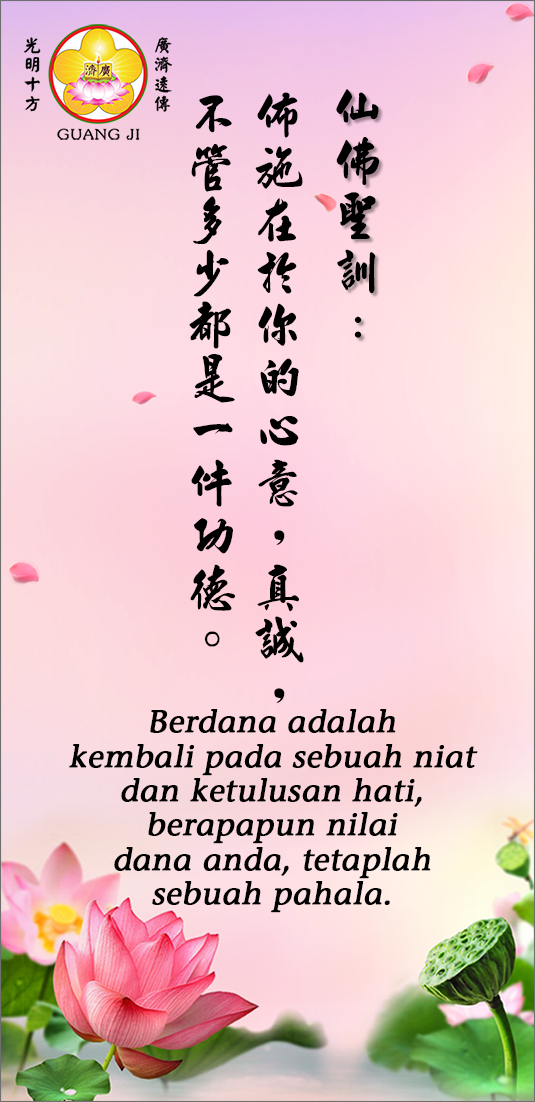 光明十方
廣濟遠傳
廣濟
GUANG JI
仙佛聖訓：
佈施在於你的心意，真誠，
不管多少都是一件功德。
Berdana adalah
kembali pada sebuah niat
dan ketulusan hati,
berapapun nilai
dana anda, tetaplah
sebuah pahala.